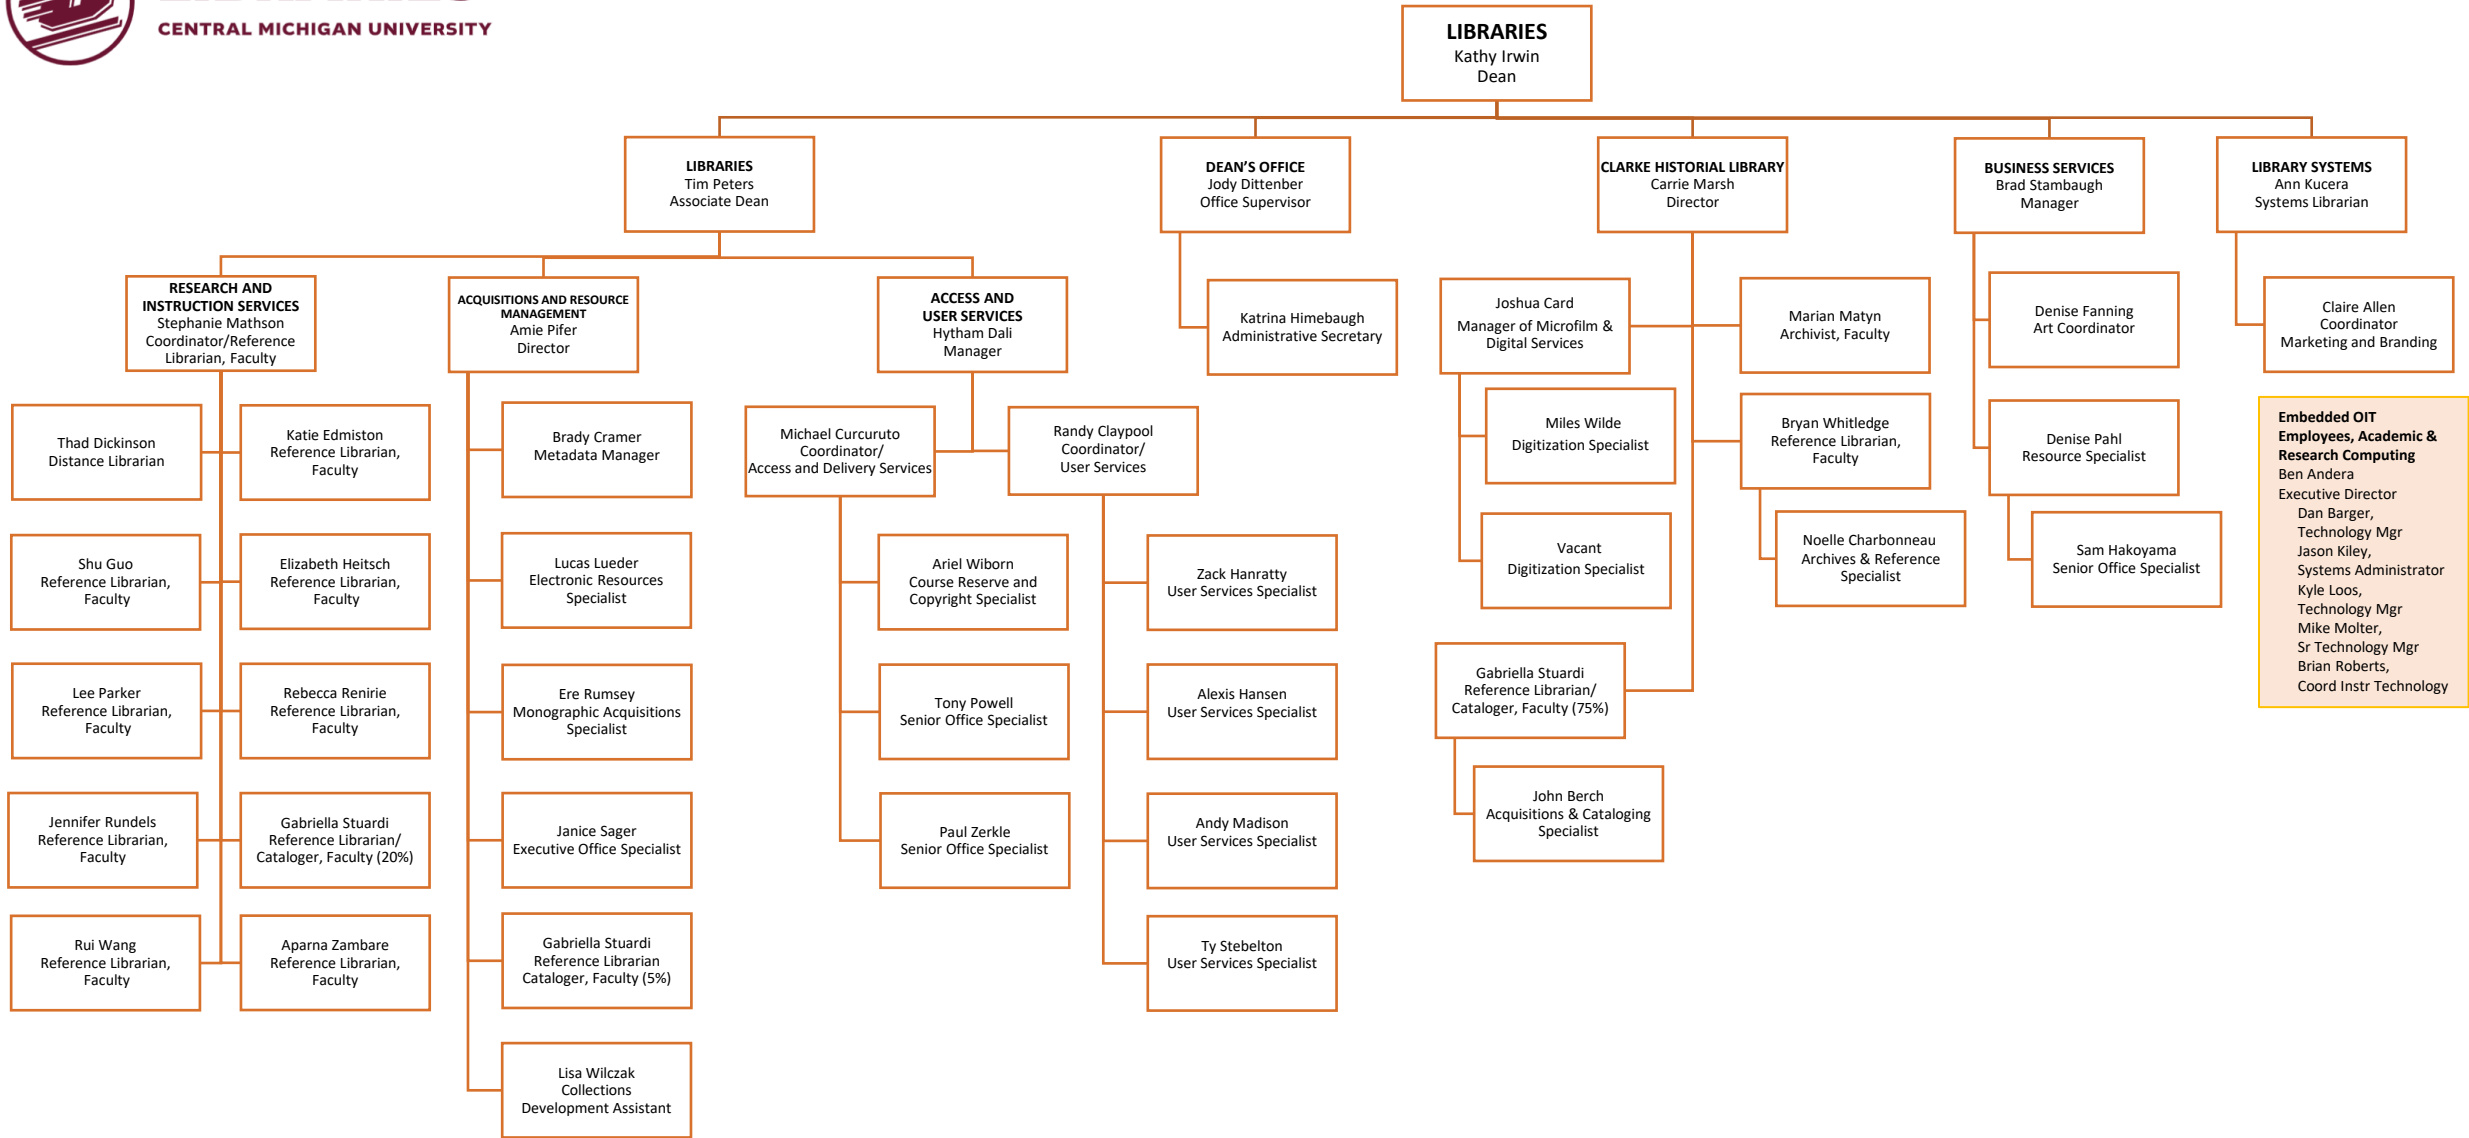 CENTRAL MICHIGAN UNIVERSITY
LIBRARIES
Kathy Irwin
Dean
LIBRARIES
Tim Peters
Associate Dean
DEAN’S OFFICE
Jody Dittenber
Office Supervisor
CLARKE HISTORIAL LIBRARY
Carrie Marsh
Director
BUSINESS SERVICES
Brad Stambaugh
Manager
LIBRARY SYSTEMS
Ann Kucera
Systems Librarian
RESEARCH AND
INSTRUCTION SERVICES
Stephanie Mathson
Coordinator/Reference
Librarian, Faculty
ACQUISITIONS AND RESOURCE
MANAGEMENT
Amie Pifer
Director
ACCESS AND
USER SERVICES
Hytham Dali
Manager
Katrina Himebaugh
Administrative Secretary
Joshua Card
Manager of Microfilm &
Digital Services
Marian Matyn
Archivist, Faculty
Denise Fanning
Art Coordinator
Claire Allen
Coordinator
Marketing and Branding
Thad Dickinson
Distance Librarian
Katie Edmiston
Reference Librarian,
Faculty
Brady Cramer
Metadata Manager
Michael Curcuruto
Coordinator/
Access and Delivery Services
Randy Claypool
Coordinator/
User Services
Miles Wilde
Digitization Specialist
Bryan Whitledge
Reference Librarian,
Faculty
Denise Pahl
Resource Specialist
Embedded OIT
Employees, Academic &
Research Computing
Ben Andera
Executive Director
Dan Barger,
Technology Mgr
Jason Kiley,
Systems Administrator
Kyle Loos,
Technology Mgr
Mike Molter,
Sr Technology Mgr
Brian Roberts,
Coord Instr Technology
Shu Guo
Reference Librarian,
Faculty
Elizabeth Heitsch
Reference Librarian,
Faculty
Lucas Lueder
Electronic Resources
Specialist
Ariel Wiborn
Course Reserve and
Copyright Specialist
Zack Hanratty
User Services Specialist
Vacant
Digitization Specialist
Noelle Charbonneau
Archives & Reference
Specialist
Sam Hakoyama
Senior Office Specialist
Lee Parker
Reference Librarian,
Faculty
Rebecca Renirie
Reference Librarian,
Faculty
Ere Rumsey
Monographic Acquisitions
Specialist
Tony Powell
Senior Office Specialist
Alexis Hansen
User Services Specialist
Gabriella Stuardi
Reference Librarian/
Cataloger, Faculty (75%)
Jennifer Rundels
Reference Librarian,
Faculty
Gabriella Stuardi
Reference Librarian/
Cataloger, Faculty (20%)
Janice Sager
Executive Office Specialist
Paul Zerkle
Senior Office Specialist
Andy Madison
User Services Specialist
John Berch
Acquisitions & Cataloging
Specialist
Rui Wang
Reference Librarian,
Faculty
Aparna Zambare
Reference Librarian,
Faculty
Gabriella Stuardi
Reference Librarian
Cataloger, Faculty (5%)
Ty Stebelton
User Services Specialist
Lisa Wilczak
Collections
Development Assistant